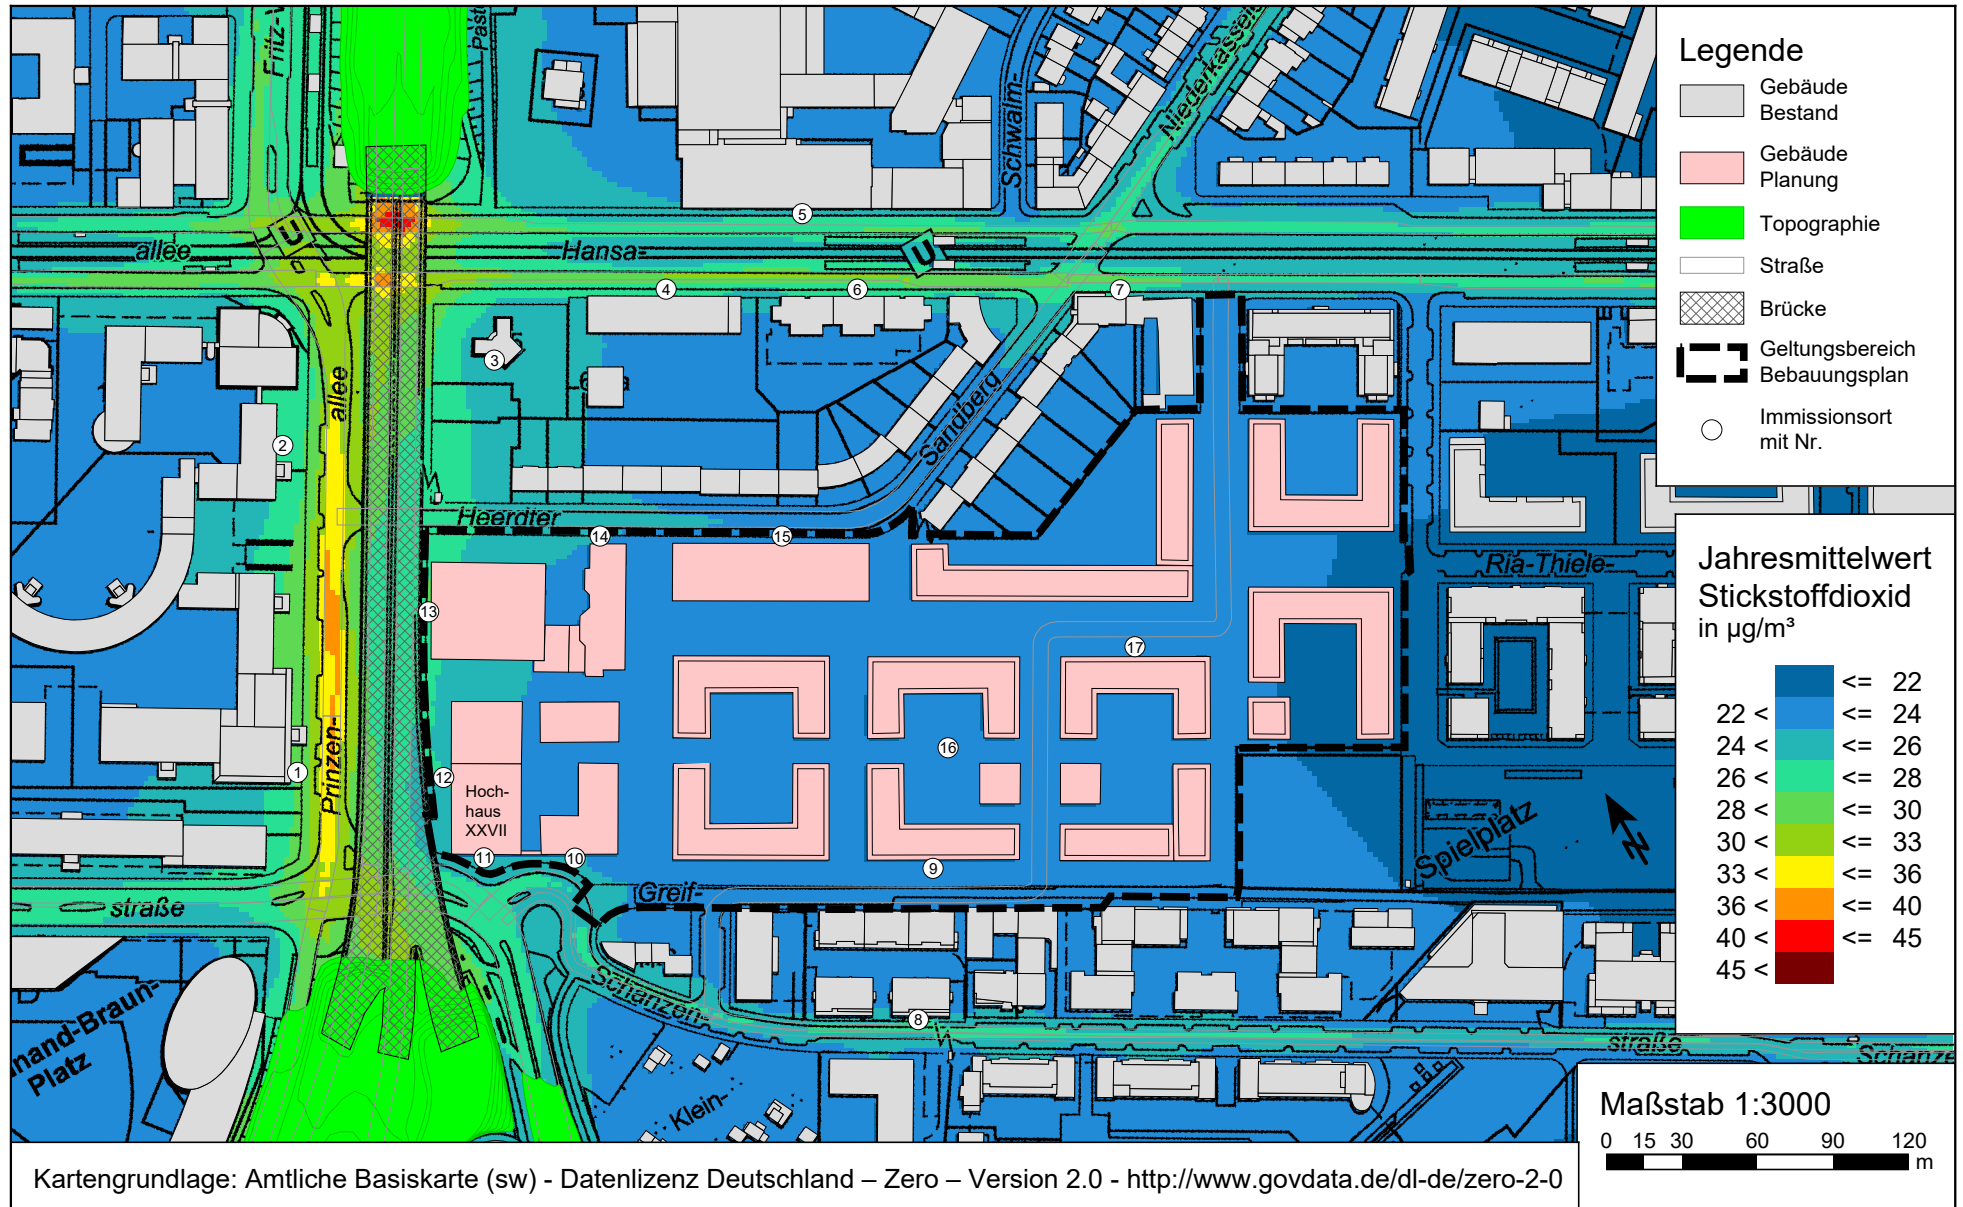 Fritz-V
Paste
Schwalm-
Niederkassele
allee
U
Hansa-
U
5
4
6
7
3
allee
2
Sandberg
Heerdter
14
15
13
Ria-Thiele-
17
Prinzen-
16
1
12
Hoch-
haus
XXVII
11
10
9
Spielplatz
N
straße
Greif-
Schanzen-
8
straße
Schanze
nand-Braun-
Platz
Klein-
Legende
Gebäude
Bestand
Gebäude
Planung
Topographie
Straße
Brücke
Geltungsbereich
Bebauungsplan
Immissionsort
mit Nr.
Jahresmittelwert
Stickstoffdioxid
in µg/m³
<= 22
22 < <= 24
24 < <= 26
26 < <= 28
28 < <= 30
30 < <= 33
33 < <= 36
36 < <= 40
40 < <= 45
45 <
Maßstab 1:3000
0 15 30 60 90 120
m
Kartengrundlage: Amtliche Basiskarte (sw) - Datenlizenz Deutschland – Zero – Version 2.0 - http://www.govdata.de/dl-de/zero-2-0